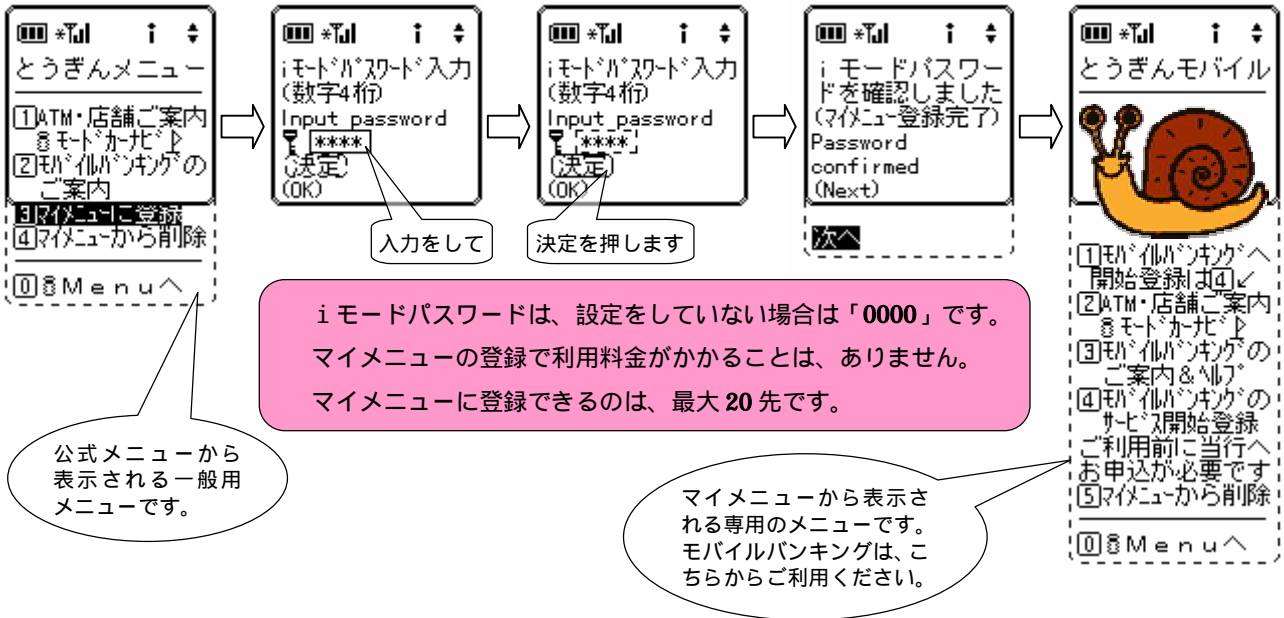 とうぎんメニュー
1ATM・店舗ご案内
iモードカーナビ
2モバイルバンキングの
ご案内
3マイメニューに登録
4マイメニューから削除
0iMenuへ
iモードパスワード入力
(数字4桁)
Input password
****
(決定)
(OK)
入力をして
iモードパスワード入力
(数字4桁)
Input password
****
(決定)
(OK)
決定を押します
iモードパスワー
ドを確認しました
(マイメニュー登録完了)
Password
confirmed
(Next)
次へ
とうぎんモバイル
1モバイルバンキングへ
開始登録は4↙
2ATM・店舗ご案内
iモードカーナビ
3モバイルバンキングの
ご案内&ヘルプ
4モバイルバンキングの
サービス開始登録
ご利用前に当行へ
お申込が必要です
5マイメニューから削除
0iMenuへ
iモードパスワードは、設定をしていない場合は「0000」です。
マイメニューの登録で利用料金がかかることは、ありません。
マイメニューに登録できるのは、最大20先です。
公式メニューから
表示される一般用
メニューです。
マイメニューから表示さ
れる専用のメニューです。
モバイルバンキングは、こ
ちらからご利用ください。